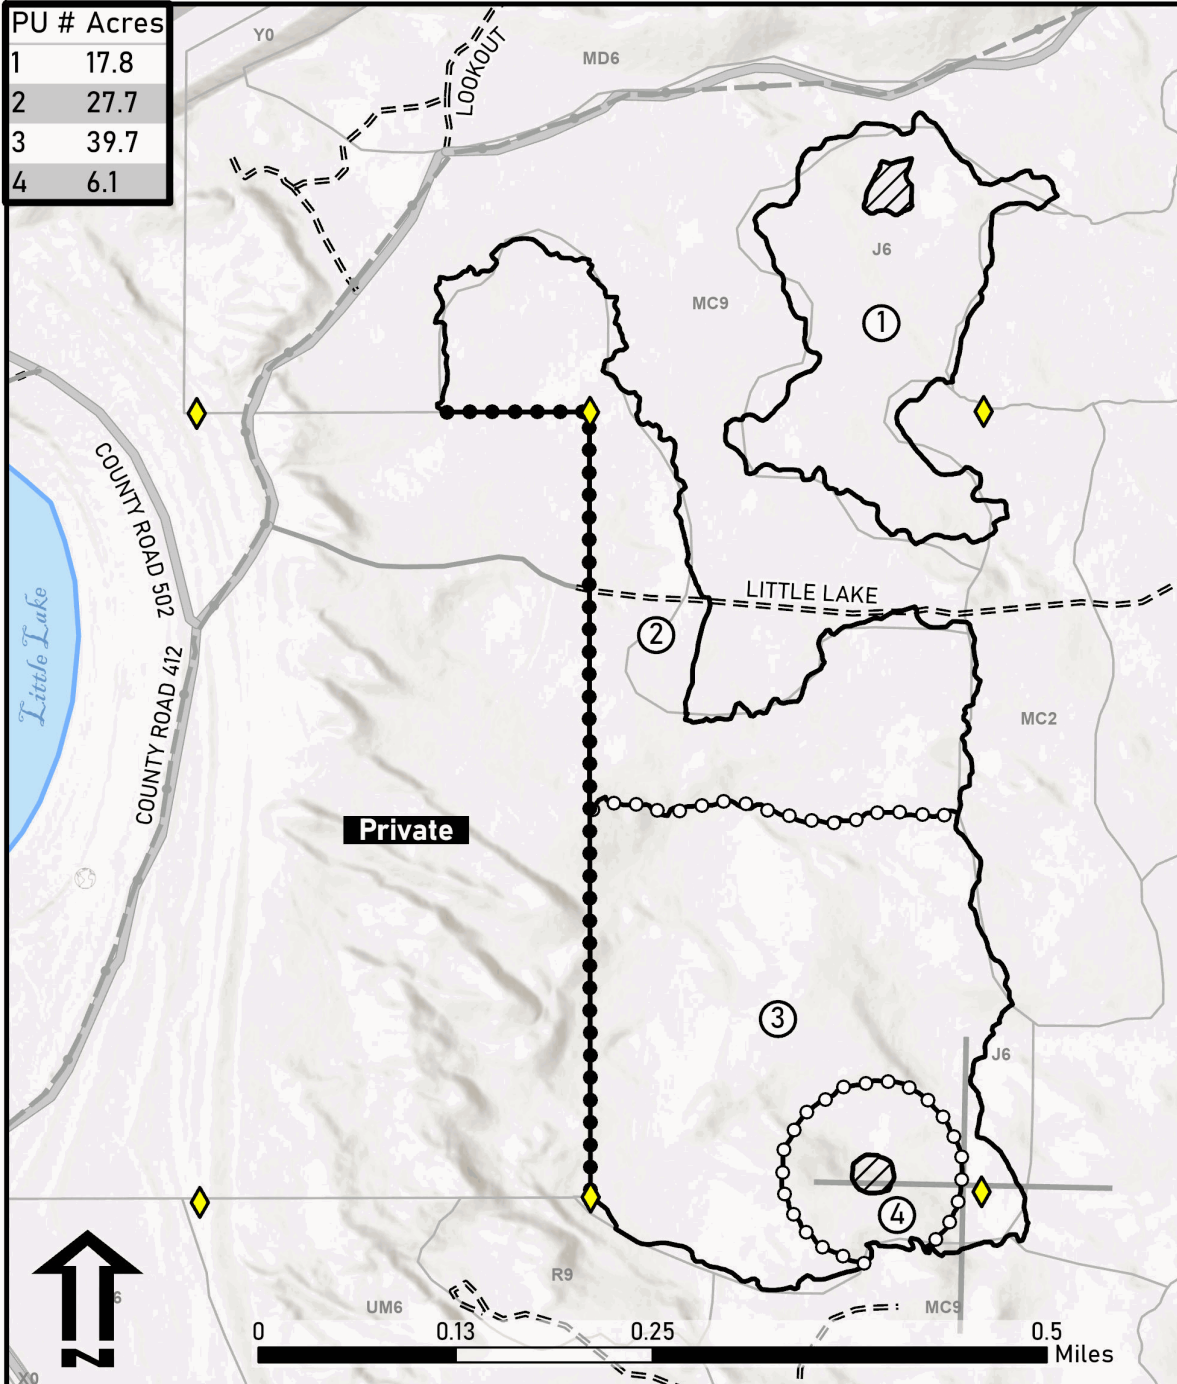 PU # Acres
1 17.8
2 27.7
3 39.7
4 6.1
Y0
MD6
LOOKOUT
J6
MC9
1
COUNTY ROAD 502
LITTLE LAKE
2
Little Lake
COUNTY ROAD 412
MC2
Private
3
J6
4
R9
6
UM6
MC9
N
0 0.13 0.25 0.5
Miles
X0